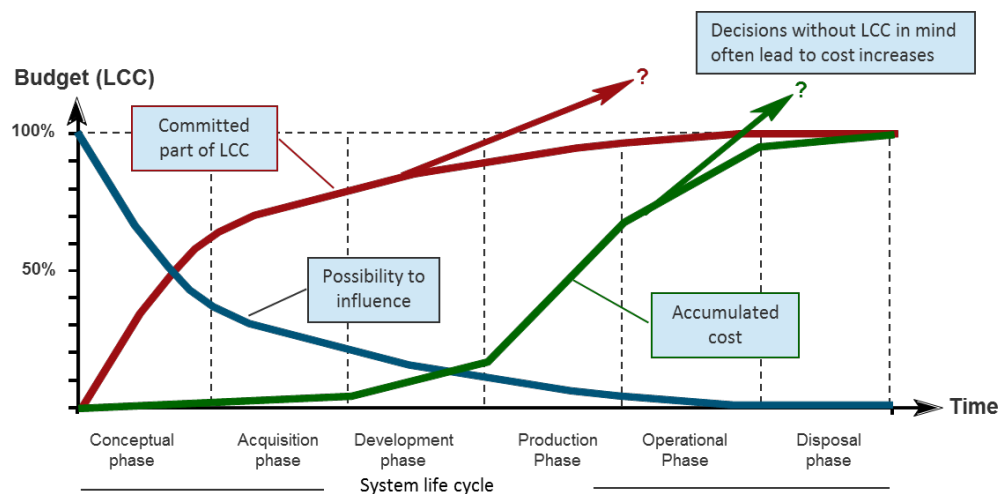 Decisions without LCC in mind
often lead to cost increases
Budget (LCC)
?
?
100%
Committed
part of LCC
50%
Possibility to
influence
Accumulated
cost
Time
Conceptual
phase
Acquisition
phase
Development
phase
Production
Phase
Operational
Phase
Disposal
phase
System life cycle